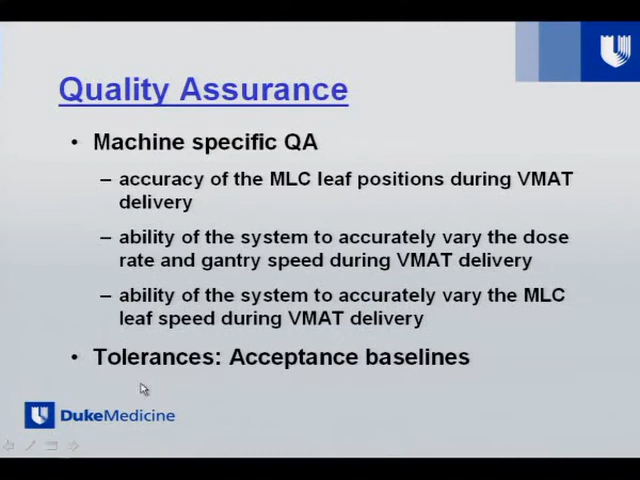 Quality Assurance
• Machine specific QA
– accuracy of the MLC leaf positions during VMAT
delivery
– ability of the system to accurately vary the dose
rate and gantry speed during VMAT delivery
– ability of the system to accurately vary the MLC
leaf speed during VMAT delivery
• Tolerances: Acceptance baselines
DukeMedicine